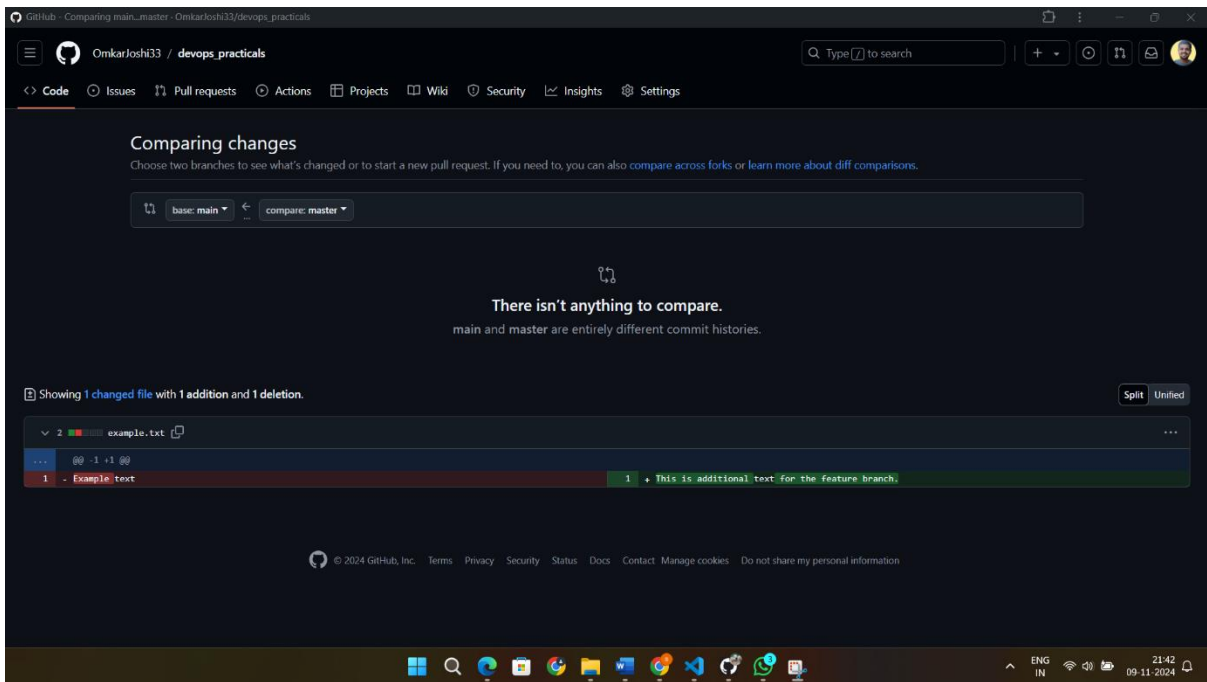 GitHub - Comparing main...master · OmkarJoshi33/devops_practicals
OmkarJoshi33 / devops_practicals
Type / to search
<> Code Issues Pull requests Actions Projects Wiki Security Insights Settings
Comparing changes
Choose two branches to see what's changed or to start a new pull request. If you need to, you can also compare across forks or learn more about diff comparisons.
base: main ← compare: master
...
There isn't anything to compare.
main and master are entirely different commit histories.
Showing 1 changed file with 1 addition and 1 deletion.
Split Unified
2 example.txt
@@ -1 +1 @@
1 - Example text
1 + This is additional text for the feature branch.
© 2024 GitHub, Inc. Terms Privacy Security Status Docs Contact Manage cookies Do not share my personal information
3
ENG
IN
21:42
09-11-2024